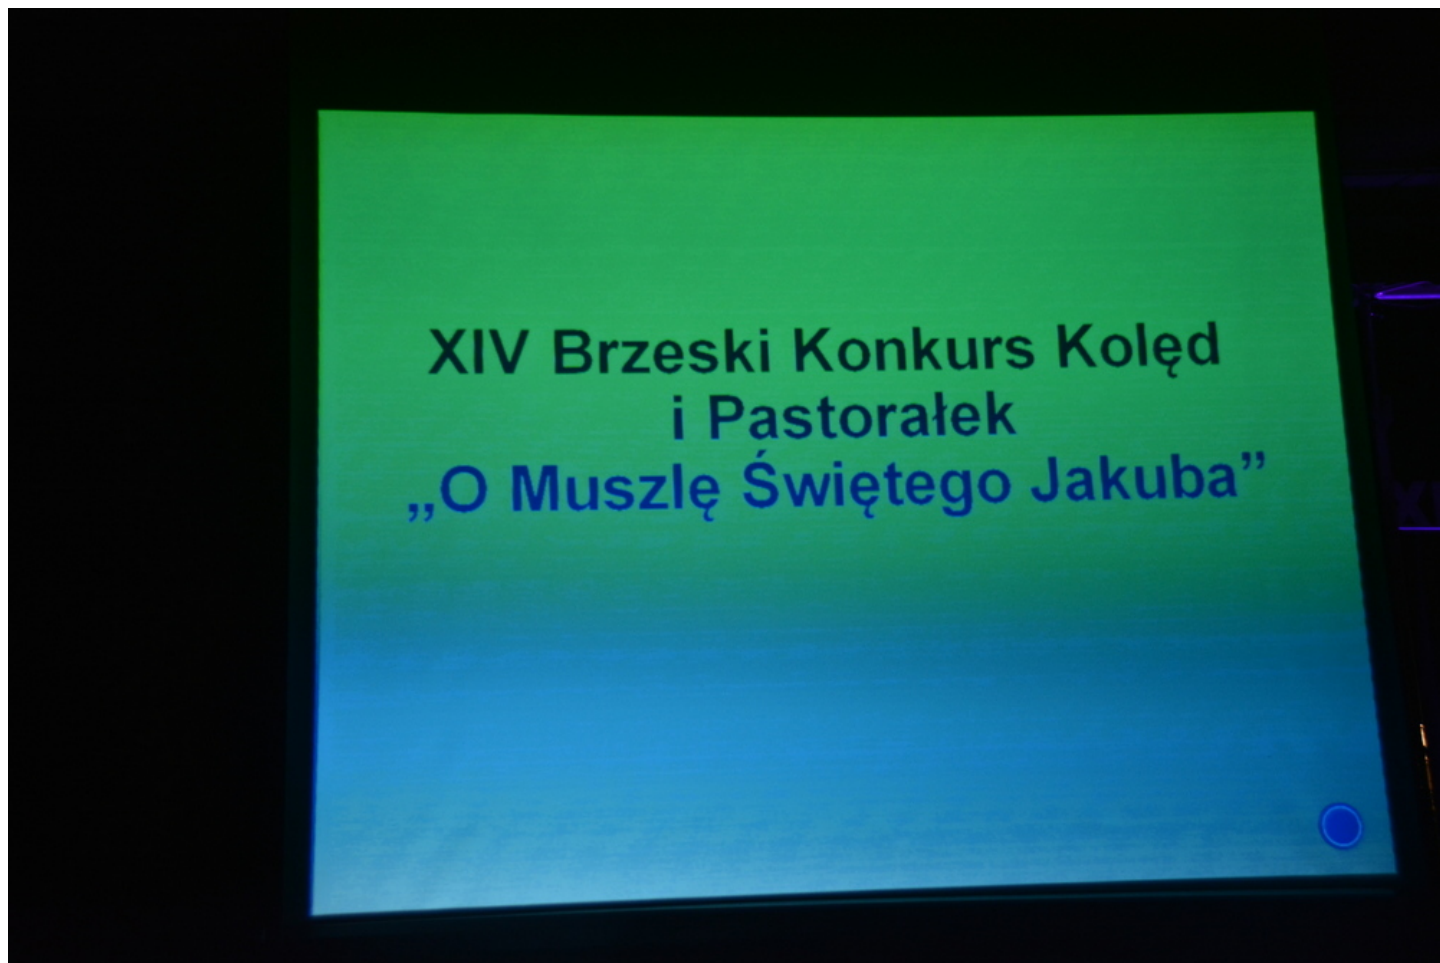 XIV Brzeski Konkurs Kolęd
i Pastorałek
„O Muszlę Świętego Jakuba”